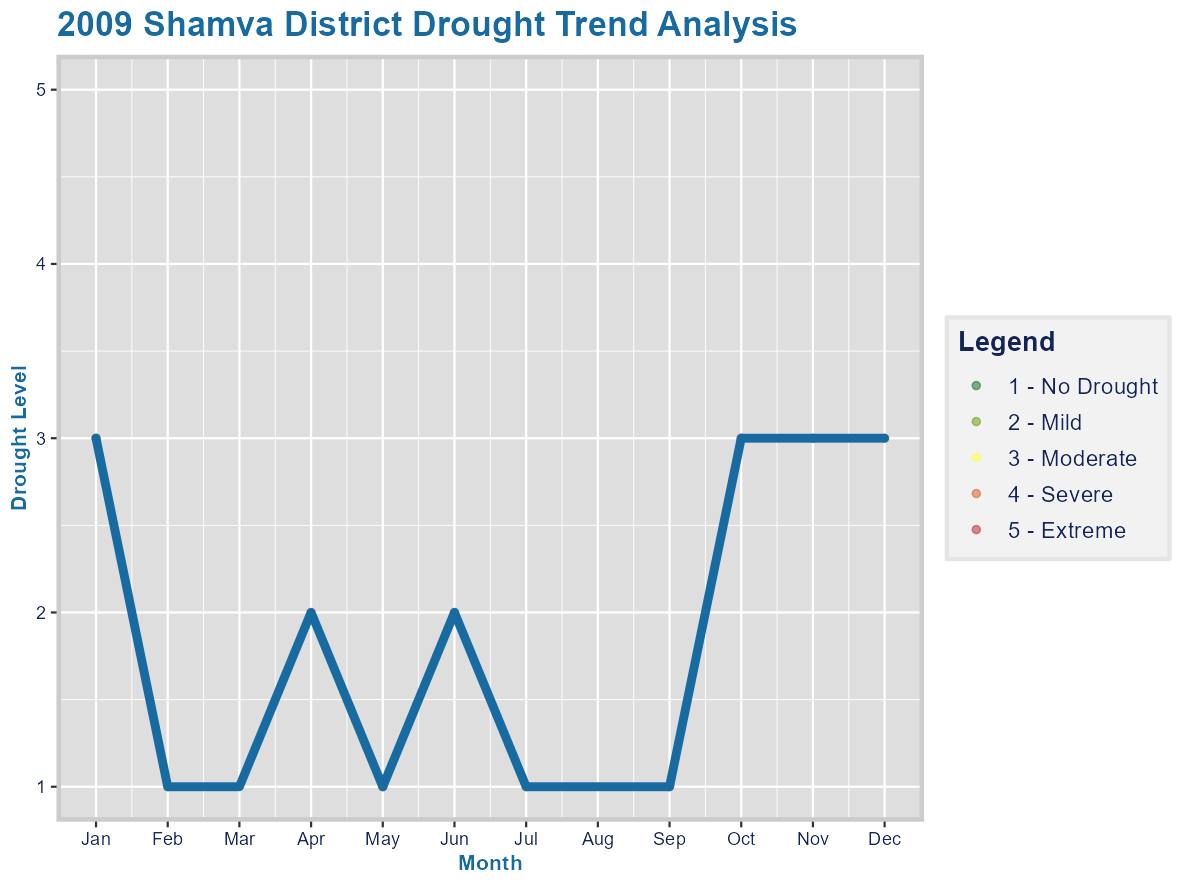 2009 Shamva District Drought Trend Analysis
Drought Level
5
4
3
2
1
Jan Feb Mar Apr May Jun Jul Aug Sep Oct Nov Dec
Month
Legend
1 - No Drought
2 - Mild
3 - Moderate
4 - Severe
5 - Extreme